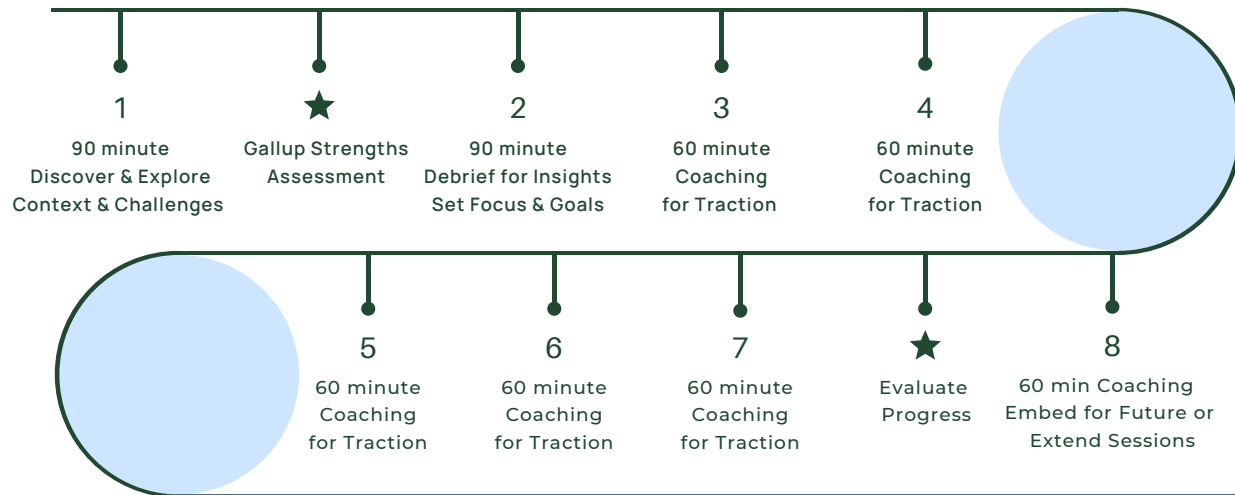 1
90 minute
Discover & Explore
Context & Challenges
Gallup Strengths
Assessment
2
90 minute
Debrief for Insights
Set Focus & Goals
3
60 minute
Coaching
for Traction
4
60 minute
Coaching
for Traction
5
60 minute
Coaching
for Traction
6
60 minute
Coaching
for Traction
7
60 minute
Coaching
for Traction
Evaluate
Progress
8
60 min Coaching
Embed for Future or
Extend Sessions